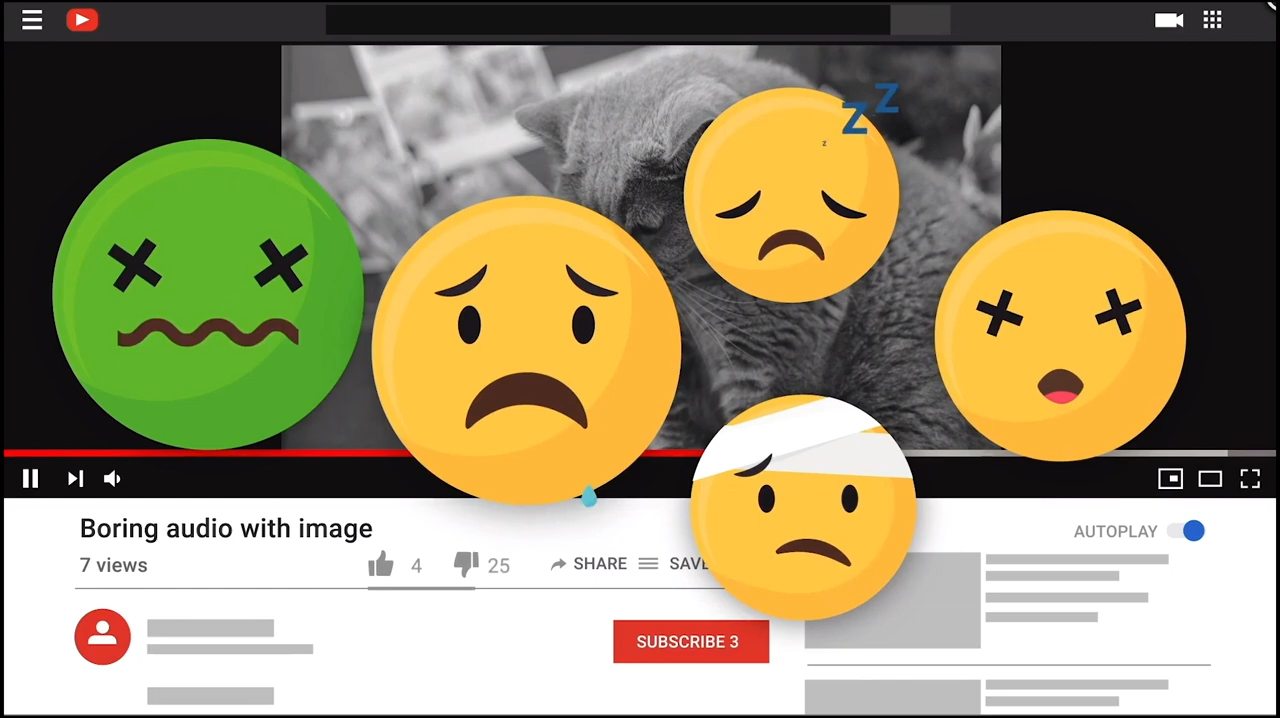 z Z Z
Boring audio with image
AUTOPLAY
7 views
4
25
SHARE
SAVE
SUBSCRIBE 3